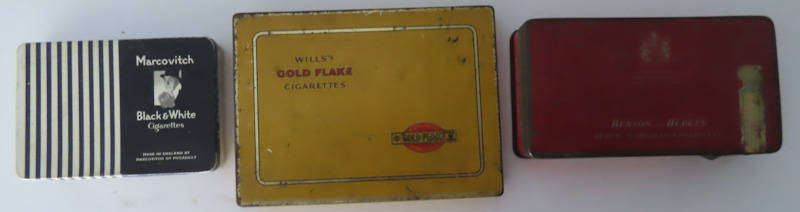 Marcovitch
Black & White
Cigarettes
MADE IN ENGLAND BY
MARCOVITCH OF PICCADILLY
WILLS'S
GOLD FLAKE
CIGARETTES
GOLD FLAKE
BENSON and HEDGES